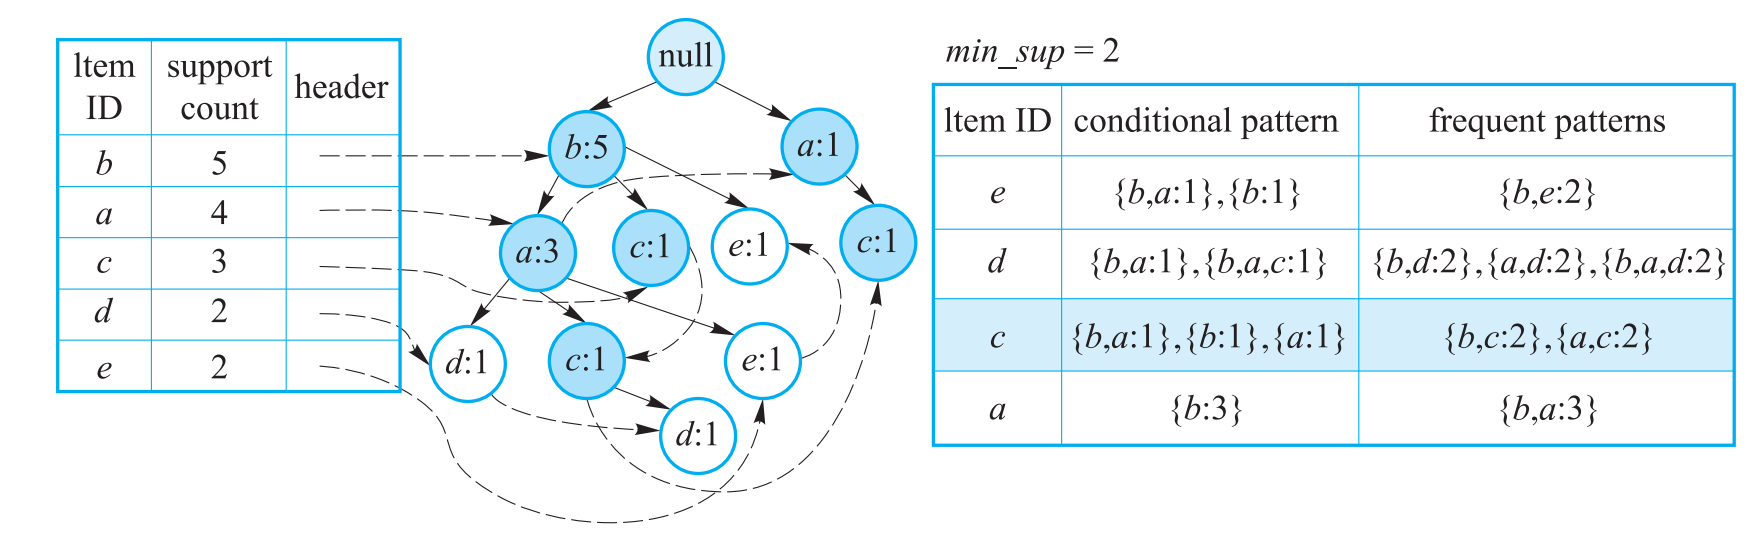 ltem ID support count header
b 5
a 4
c 3
d 2
e 2
null
b:5 a:1
a:3 c:1 e:1 c:1
d:1 c:1 e:1
d:1
min_sup = 2
ltem ID conditional pattern frequent patterns
e {b,a:1},{b:1} {b,e:2}
d {b,a:1},{b,a,c:1} {b,d:2},{a,d:2},{b,a,d:2}
c {b,a:1},{b:1},{a:1} {b,c:2},{a,c:2}
a {b:3} {b,a:3}